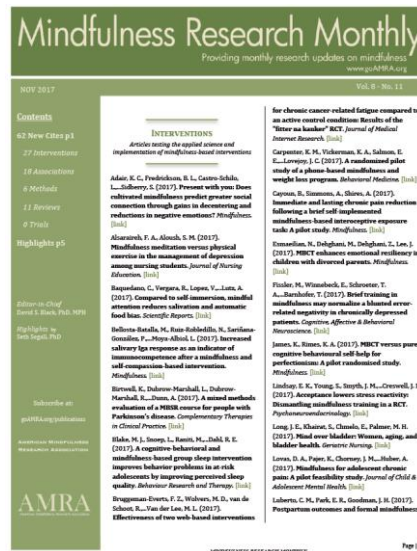 Mindfulness Research Monthly
Providing monthly research updates on mindfulness
www.goAMRA.org
NOV 2017
Vol. 8 - No. 11
Contents
62 New Cites p1
27 Interventions
18 Associations
6 Methods
11 Reviews
0 Trials
Highlights p5
Editor-in-Chief
David S. Black, PhD, MPH
Highlights by
Seth Segall, PhD
Subscribe at:
goAMRA.org/publications
AMERICAN MINDFULNESS
RESEARCH ASSOCIATION
AMRA
INTERVENTIONS
Articles testing the applied science and
implementation of mindfulness-based interventions
Adair, K. C., Fredrickson, B. L., Castro-Schilo,
L.,...Sidberry, S. (2017). Present with you: Does
cultivated mindfulness predict greater social
connection through gains in decentering and
reductions in negative emotions? Mindfulness.
[link]
Alsaraireh, F. A., Aloush, S. M. (2017).
Mindfulness meditation versus physical
exercise in the management of depression
among nursing students. Journal of Nursing
Education. [link]
Baquedano, C., Vergara, R., Lopez, V.,...Lutz, A.
(2017). Compared to self-immersion, mindful
attention reduces salivation and automatic
food bias. Scientific Reports. [link]
Bellosta-Batalla, M., Ruiz-Robledillo, N., Sariñana-
González, P.,...Moya-Albiol, L. (2017). Increased
salivary Iga response as an indicator of
immunocompetence after a mindfulness and
self-compassion-based intervention.
Mindfulness. [link]
Birtwell, K., Dubrow-Marshall, L., Dubrow-
Marshall, R.,...Dunn, A. (2017). A mixed methods
evaluation of a MBSR course for people with
Parkinson's disease. Complementary Therapies
in Clinical Practice. [link]
Blake, M. J., Snoep, L., Raniti, M.,...Dahl, R. E.
(2017). A cognitive-behavioral and
mindfulness-based group sleep intervention
improves behavior problems in at-risk
adolescents by improving perceived sleep
quality. Behaviour Research and Therapy. [link]
Bruggeman-Everts, F. Z., Wolvers, M. D., van de
Schoot, R.,...Van der Lee, M. L. (2017).
Effectiveness of two web-based interventions
for chronic cancer-related fatigue compared to
an active control condition: Results of the
"fitter na kanker" RCT. Journal of Medical
Internet Research. [link]
Carpenter, K. M., Vickerman, K. A., Salmon, E.
E.,...Lovejoy, J. C. (2017). A randomized pilot
study of a phone-based mindfulness and
weight loss program. Behavioral Medicine. [link]
Cayoun, B., Simmons, A., Shires, A. (2017).
Immediate and lasting chronic pain reduction
following a brief self-implemented
mindfulness-based interoceptive exposure
task: A pilot study. Mindfulness. [link]
Esmaeilian, N., Dehghani, M., Dehghani, Z., Lee, J.
(2017). MBCT enhances emotional resiliency in
children with divorced parents. Mindfulness.
[link]
Fissler, M., Winnebeck, E., Schroeter, T.
A.,...Barnhofer, T. (2017). Brief training in
mindfulness may normalize a blunted error-
related negativity in chronically depressed
patients. Cognitive, Affective & Behavioral
Neuroscience. [link]
James, K., Rimes, K. A. (2017). MBCT versus pure
cognitive behavioural self-help for
perfectionism: A pilot randomised study.
Mindfulness. [link]
Lindsay, E. K., Young, S., Smyth, J. M.,...Creswell, J. D.
(2017). Acceptance lowers stress reactivity:
Dismantling mindfulness training in a RCT.
Psychoneuroendocrinology. [link]
Long, J. E., Khairat, S., Chmelo, E., Palmer, M. H.
(2017). Mind over bladder: Women, aging, and
bladder health. Geriatric Nursing. [link]
Lovas, D. A., Pajer, K., Chorney, J. M.,...Huber, A.
(2017). Mindfulness for adolescent chronic
pain: A pilot feasibility study. Journal of Child &
Adolescent Mental Health. [link]
Luberto, C. M., Park, E. R., Goodman, J. H. (2017).
Postpartum outcomes and formal mindfulness
Page